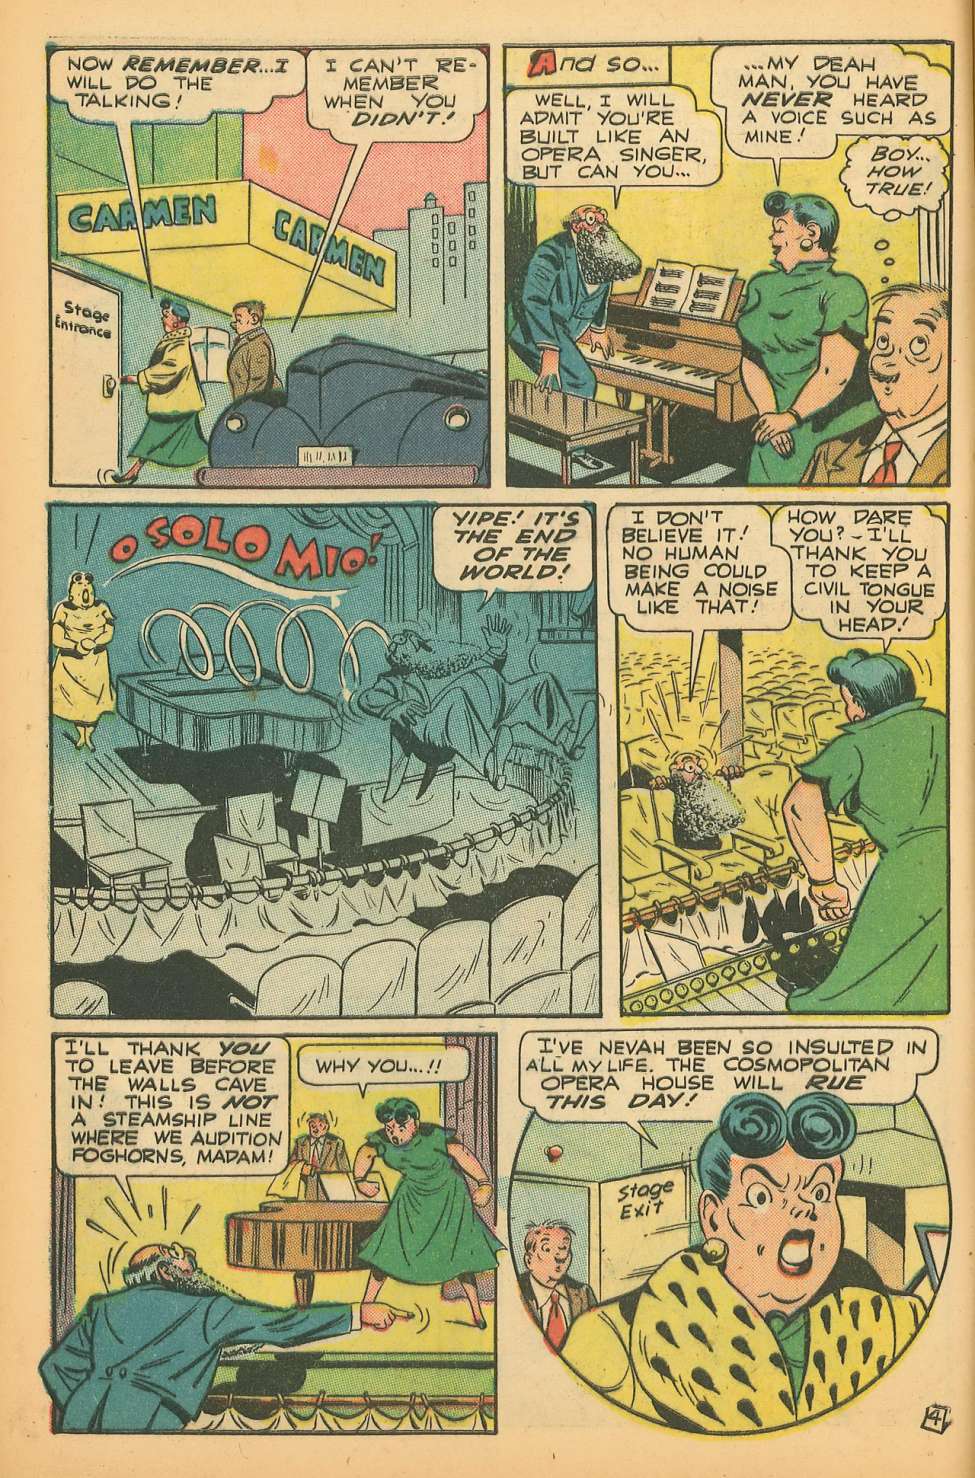 NOW REMEMBER...I
WILL DO THE
TALKING!
I CAN'T RE-
MEMBER
WHEN YOU
DIDN'T!
CARMEN
CARMEN
Stage
Entrance
And so...
WELL, I WILL
ADMIT YOU'RE
BUILT LIKE AN
OPERA SINGER,
BUT CAN YOU...
...MY DEAH
MAN, YOU HAVE
NEVER HEARD
A VOICE SUCH AS
MINE!
BOY...
HOW
TRUE!
O SOLO MIO!
YIPE! IT'S
THE END
OF THE
WORLD!
I DON'T
BELIEVE IT!
NO HUMAN
BEING COULD
MAKE A NOISE
LIKE THAT!
HOW DARE
YOU? - I'LL
THANK YOU
TO KEEP A
CIVIL TONGUE
IN YOUR
HEAD!
I'LL THANK YOU
TO LEAVE BEFORE
THE WALLS CAVE
IN! THIS IS NOT
A STEAMSHIP LINE
WHERE WE AUDITION
FOGHORNS, MADAM!
WHY YOU...!!
I'VE NEVAH BEEN SO INSULTED IN
ALL MY LIFE. THE COSMOPOLITAN
OPERA HOUSE WILL RUE
THIS DAY!
Stage
Exit
4